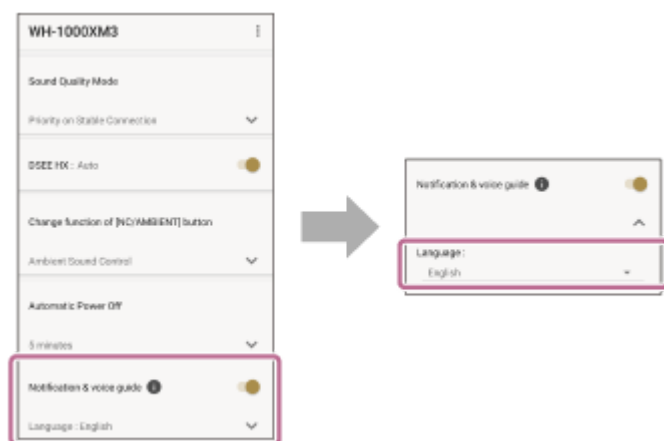 WH-1000XM3
Sound Quality Mode
Priority on Stable Connection
DSEE HX : Auto
Change function of [NC/AMBIENT] button
Ambient Sound Control
Automatic Power Off
5 minutes
Notification & voice guide
Language : English
Notification & voice guide
Language :
English